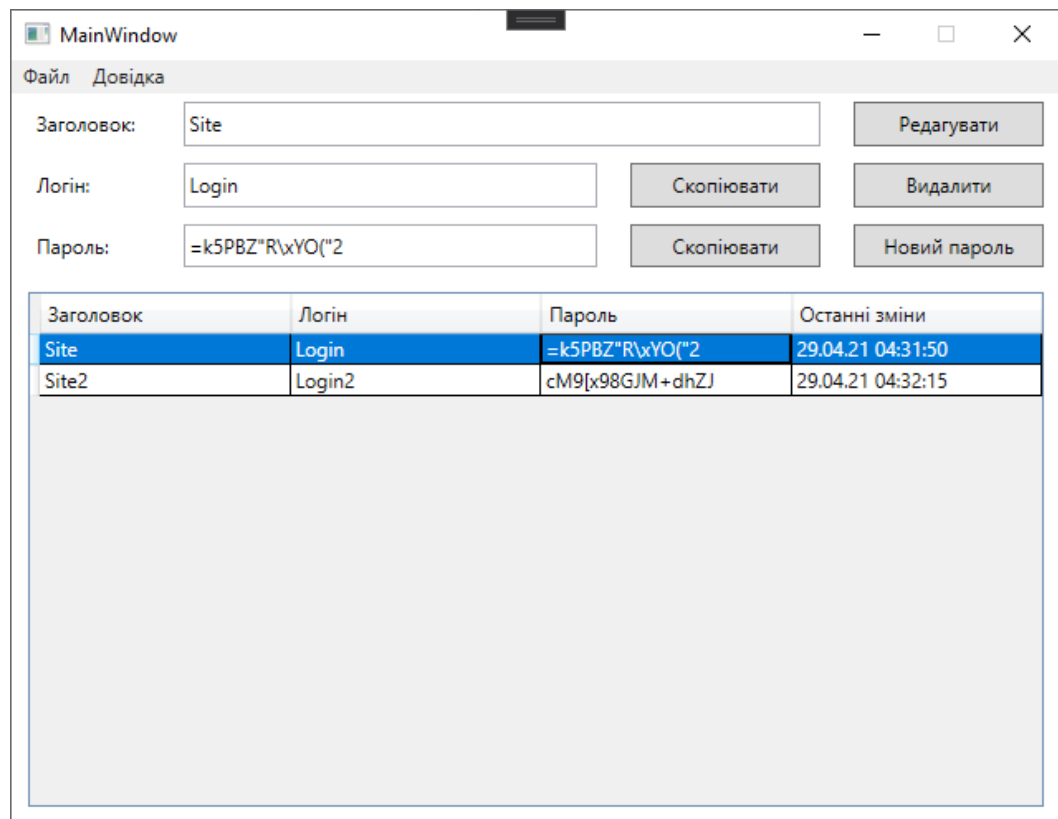 MainWindow
Файл Довідка
Заголовок: Site Редагувати
Логін: Login Скопіювати Видалити
Пароль: =k5PBZ"R\xYO("2 Скопіювати Новий пароль
Заголовок Логін Пароль Останні зміни
Site Login =k5PBZ"R\xYO("2 29.04.21 04:31:50
Site2 Login2 cM9[x98GJM+dhZJ 29.04.21 04:32:15